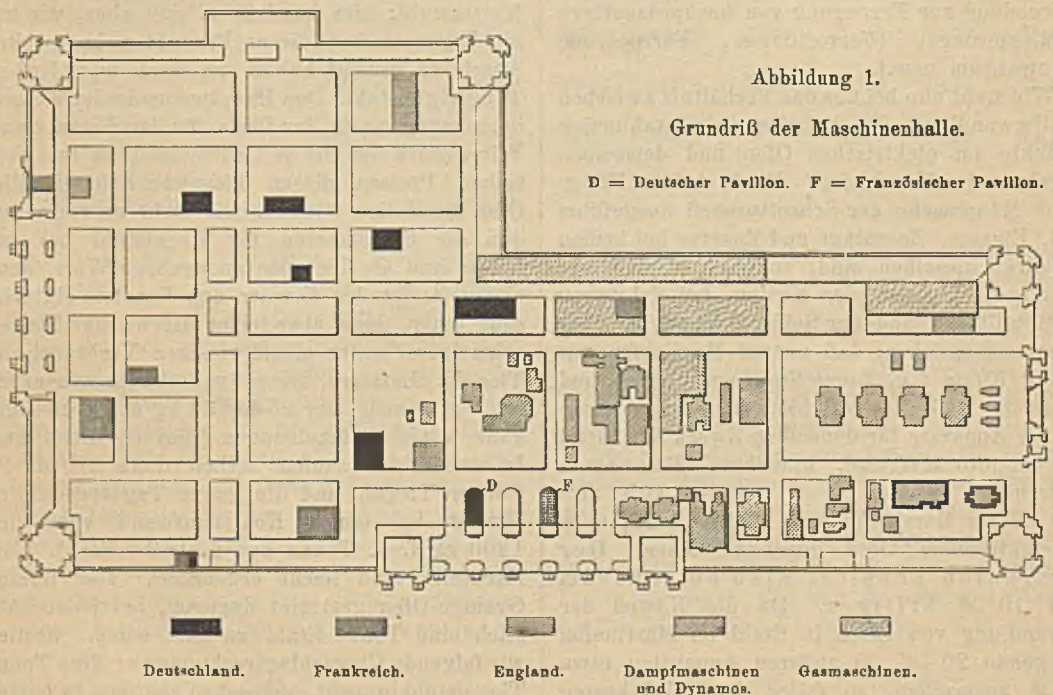 Abbildung 1.
Grundriß der Maschinenhalle.
D = Deutscher Pavillon. F = Französischer Pavillon.
D F
Deutschland. Frankreich. England. Dampfmaschinen
und Dynamos. Gasmaschinen.